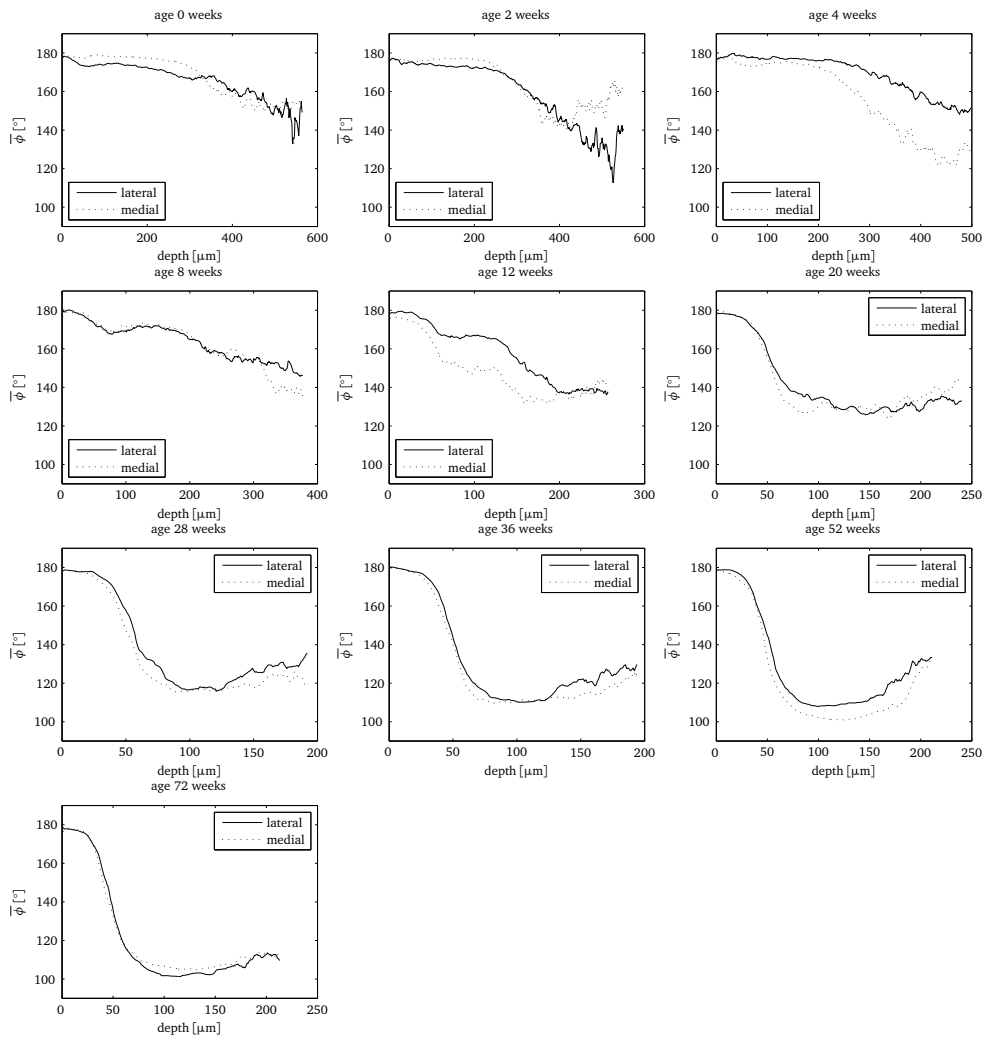 age 0 weeks
180
160
140
120
100
ϕ [°]
lateral
medial
0 200 400 600
depth [µm]
age 2 weeks
180
160
140
120
100
ϕ [°]
lateral
medial
0 200 400 600
depth [µm]
age 4 weeks
180
160
140
120
100
ϕ [°]
lateral
medial
0 100 200 300 400 500
depth [µm]
age 8 weeks
180
160
140
120
100
ϕ [°]
lateral
medial
0 100 200 300 400
depth [µm]
age 12 weeks
180
160
140
120
100
ϕ [°]
lateral
medial
0 100 200 300
depth [µm]
age 20 weeks
180
160
140
120
100
ϕ [°]
lateral
medial
0 50 100 150 200 250
depth [µm]
age 28 weeks
180
160
140
120
100
ϕ [°]
lateral
medial
0 50 100 150 200
depth [µm]
age 36 weeks
180
160
140
120
100
ϕ [°]
lateral
medial
0 50 100 150 200
depth [µm]
age 52 weeks
180
160
140
120
100
ϕ [°]
lateral
medial
0 50 100 150 200 250
depth [µm]
age 72 weeks
180
160
140
120
100
ϕ [°]
lateral
medial
0 50 100 150 200 250
depth [µm]